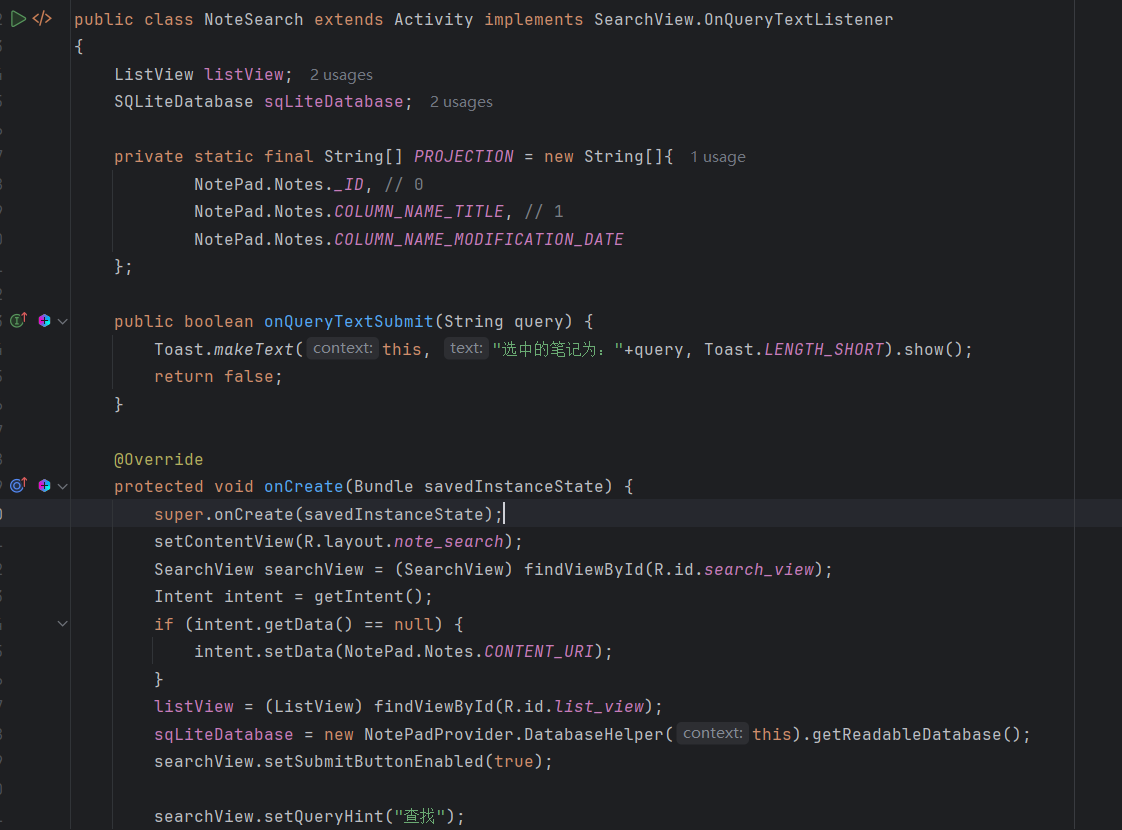 public class NoteSearch extends Activity implements SearchView.OnQueryTextListener
{
    ListView listView;  2 usages
    SQLiteDatabase sqLiteDatabase;  2 usages

    private static final String[] PROJECTION = new String[]{  1 usage
            NotePad.Notes._ID, // 0
            NotePad.Notes.COLUMN_NAME_TITLE, // 1
            NotePad.Notes.COLUMN_NAME_MODIFICATION_DATE
    };

    public boolean onQueryTextSubmit(String query) {
        Toast.makeText( context: this,  text: "选中的笔记为："+query, Toast.LENGTH_SHORT).show();
        return false;
    }

    @Override
    protected void onCreate(Bundle savedInstanceState) {
        super.onCreate(savedInstanceState);
        setContentView(R.layout.note_search);
        SearchView searchView = (SearchView) findViewById(R.id.search_view);
        Intent intent = getIntent();
        if (intent.getData() == null) {
            intent.setData(NotePad.Notes.CONTENT_URI);
        }
        listView = (ListView) findViewById(R.id.list_view);
        sqLiteDatabase = new NotePadProvider.DatabaseHelper( context: this).getReadableDatabase();
        searchView.setSubmitButtonEnabled(true);

        searchView.setQueryHint("查找");